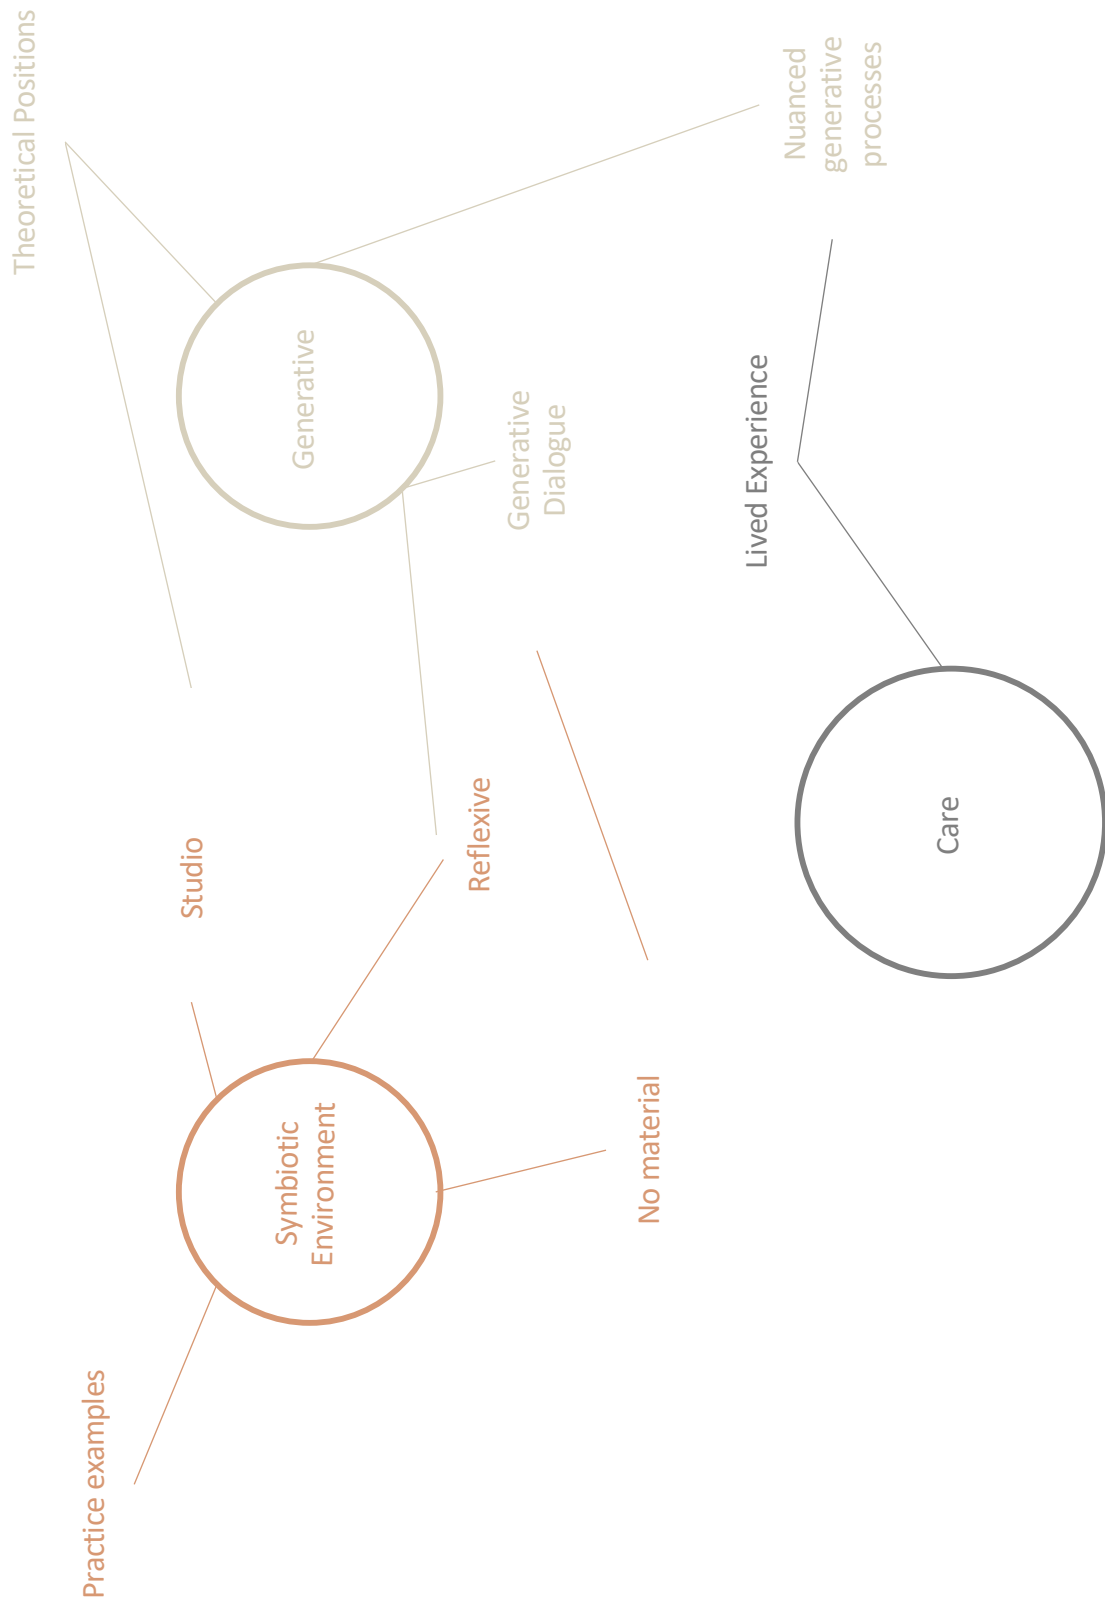 Practice examples
Theoretical Positions
Studio
Symbiotic
Environment
Generative
Reflexive
Generative
Dialogue
No material
Lived Experience
Nuanced
generative
processes
Care